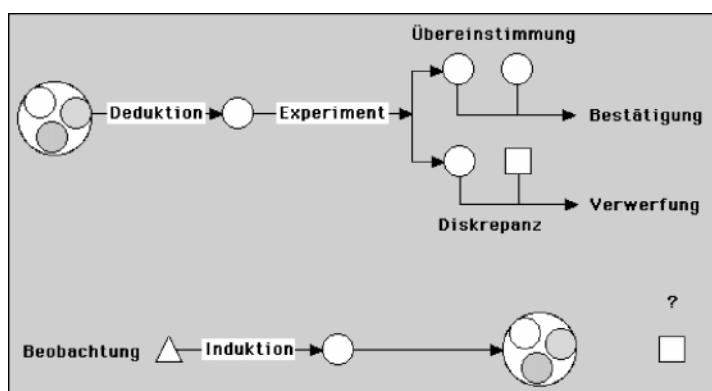 Übereinstimmung
Deduktion
Experiment
Bestätigung
Verwerfung
Diskrepanz
?
Beobachtung
Induktion